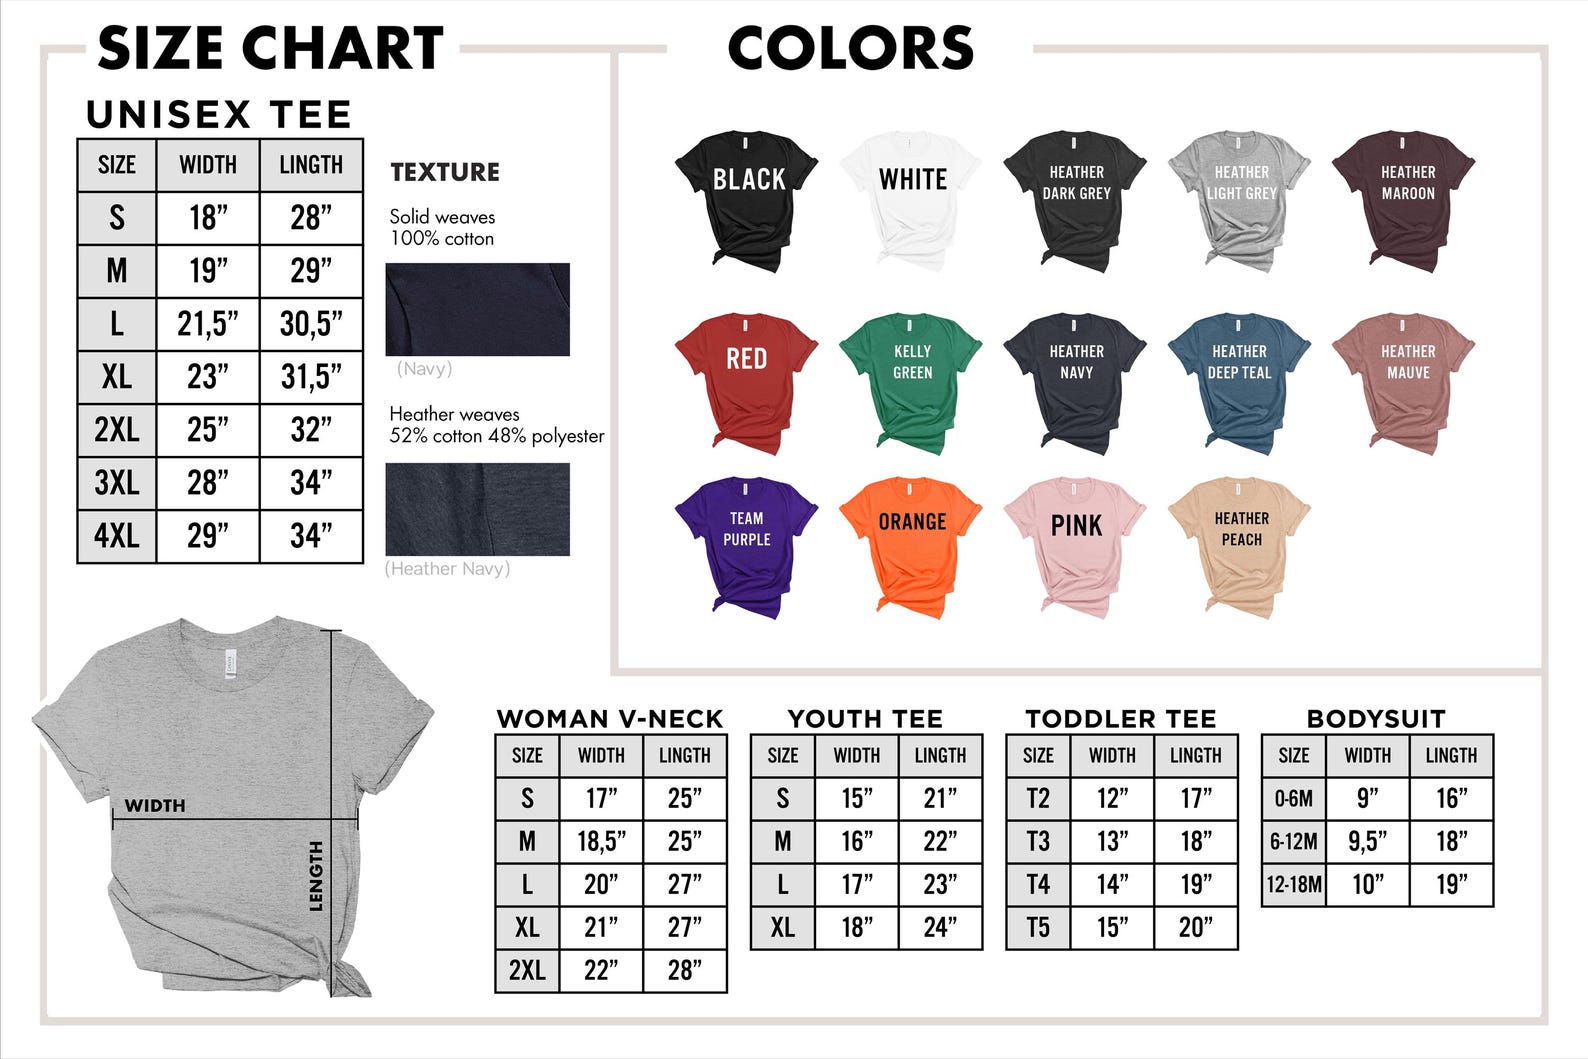 SIZE CHART
UNISEX TEE
SIZE WIDTH LINGTH
S 18” 28”
M 19” 29”
L 21,5” 30,5”
XL 23” 31,5”
2XL 25” 32”
3XL 28” 34”
4XL 29” 34”
TEXTURE
Solid weaves
100% cotton
(Navy)
Heather weaves
52% cotton 48% polyester
(Heather Navy)
COLORS
BLACK
WHITE
HEATHER
DARK GREY
HEATHER
LIGHT GREY
HEATHER
MAROON
RED
KELLY
GREEN
HEATHER
NAVY
HEATHER
DEEP TEAL
HEATHER
MAUVE
TEAM
PURPLE
ORANGE
PINK
HEATHER
PEACH
WIDTH
LENGTH
WOMAN V-NECK
SIZE WIDTH LINGTH
S 17” 25”
M 18,5” 25”
L 20” 27”
XL 21” 27”
2XL 22” 28”
YOUTH TEE
SIZE WIDTH LINGTH
S 15” 21”
M 16” 22”
L 17” 23”
XL 18” 24”
TODDLER TEE
SIZE WIDTH LINGTH
T2 12” 17”
T3 13” 18”
T4 14” 19”
T5 15” 20”
BODYSUIT
SIZE WIDTH LINGTH
0-6M 9” 16”
6-12M 9,5” 18”
12-18M 10” 19”